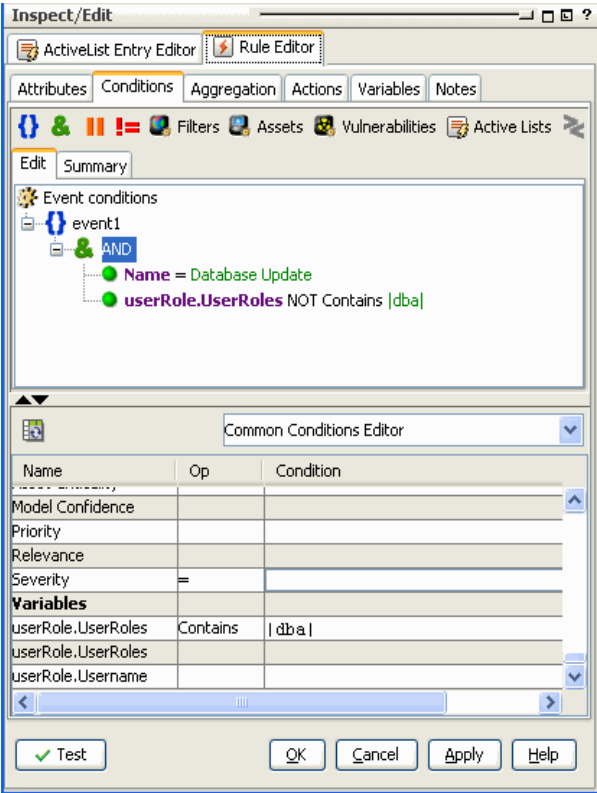 Inspect/Edit ?
ActiveList Entry Editor Rule Editor
Attributes Conditions Aggregation Actions Variables Notes
{} & || != Filters Assets Vulnerabilities Active Lists
Edit Summary
Event conditions
{} event1
& AND
Name = Database Update
userRole.UserRoles NOT Contains |dba|
Common Conditions Editor
Name Op Condition
Model Confidence
Priority
Relevance
Severity =
Variables
userRole.UserRoles Contains |dba|
userRole.UserRoles
userRole.Username
Test OK Cancel Apply Help